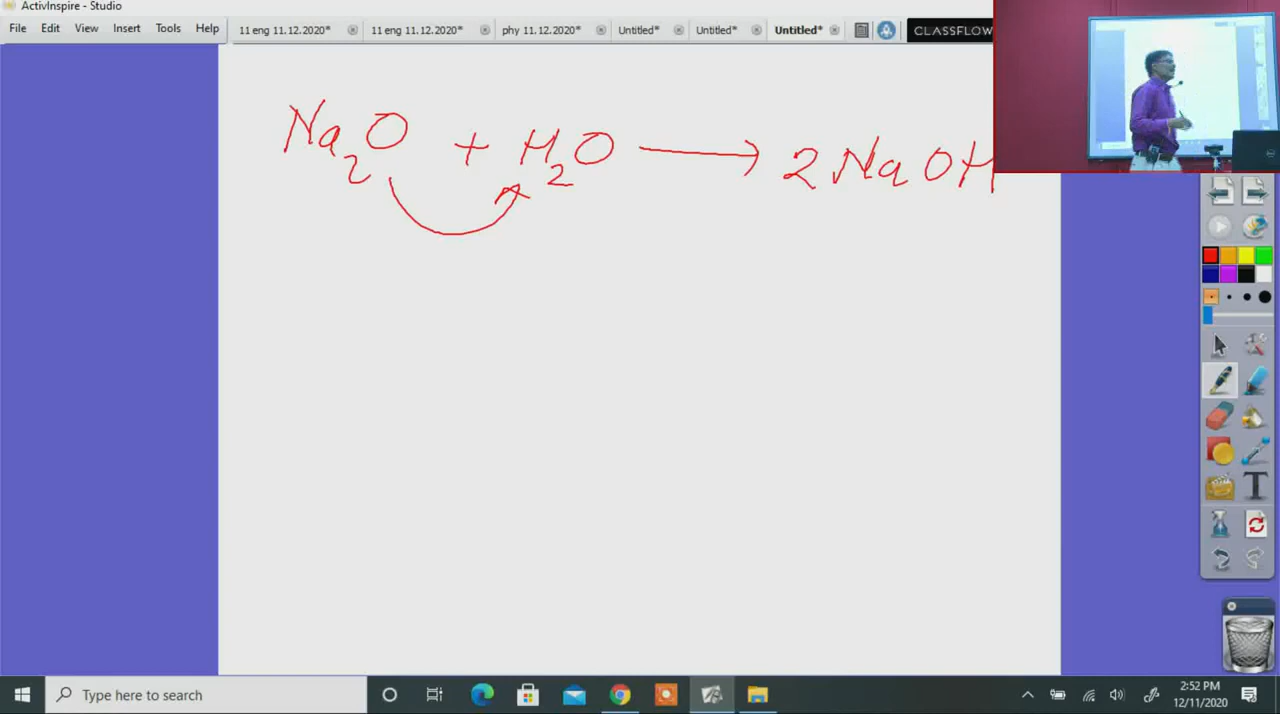 ActivInspire - Studio
File Edit View Insert Tools Help
11 eng 11.12.2020* 11 eng 11.12.2020* phy 11.12.2020* Untitled* Untitled* Untitled* CLASSFLOW
Na₂O + H₂O → 2NaOH
T
Type here to search
2:52 PM
12/11/2020